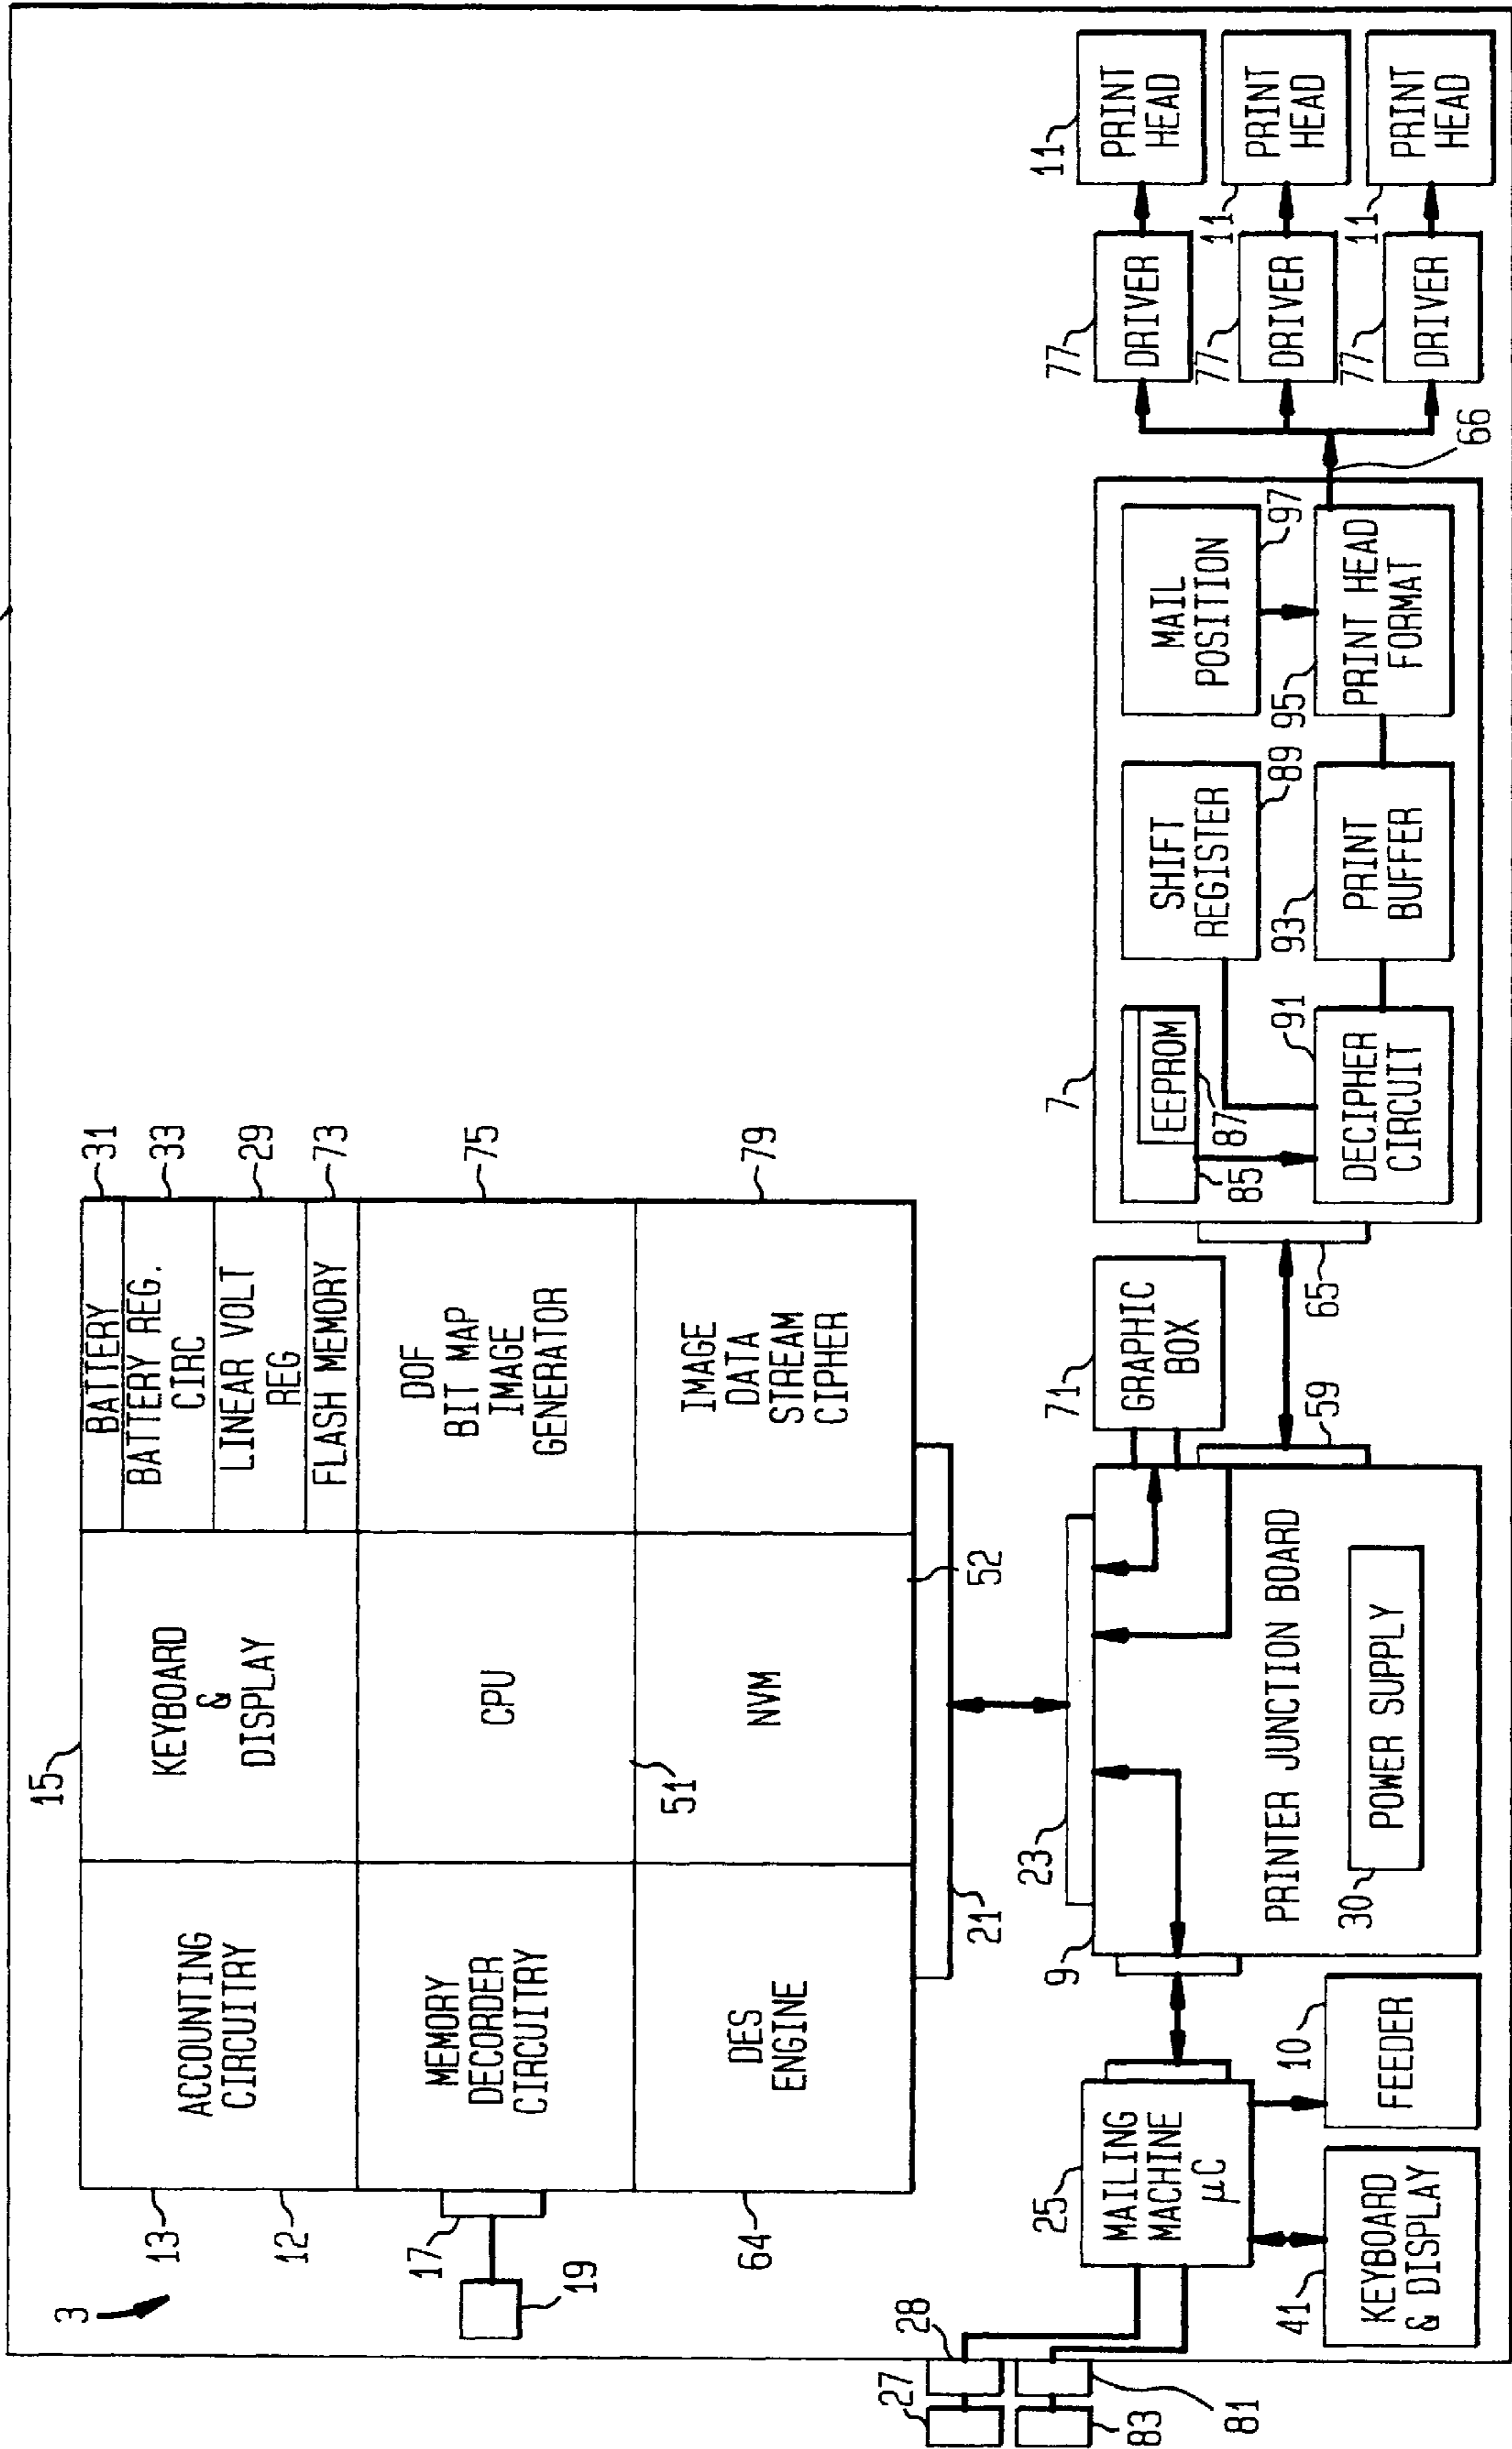 3
15
13
ACCOUNTING
CIRCUITRY
KEYBOARD
&
DISPLAY
BATTERY
31
BATTERY REG.
CIRC
33
LINEAR VOLT
REG
29
FLASH MEMORY
73
12
MEMORY
DECORDER
CIRCUITRY
CPU
DOF
BIT MAP
IMAGE
GENERATOR
75
17
19
51
64
DES
ENGINE
NVM
IMAGE
DATA
STREAM
CIPHER
79
21
52
27
28
83
81
25
MAILING
MACHINE
μC
41
KEYBOARD
& DISPLAY
10
FEEDER
9
23
PRINTER JUNCTION BOARD
30
POWER SUPPLY
71
GRAPHIC
BOX
59
65
7
85
EEPROM
87
SHIFT
REGISTER
89
MAIL
POSITION
97
91
DECIPHER
CIRCUIT
93
PRINT
BUFFER
95
PRINT HEAD
FORMAT
66
77
DRIVER
11
PRINT
HEAD
77
DRIVER
11
PRINT
HEAD
77
DRIVER
11
PRINT
HEAD